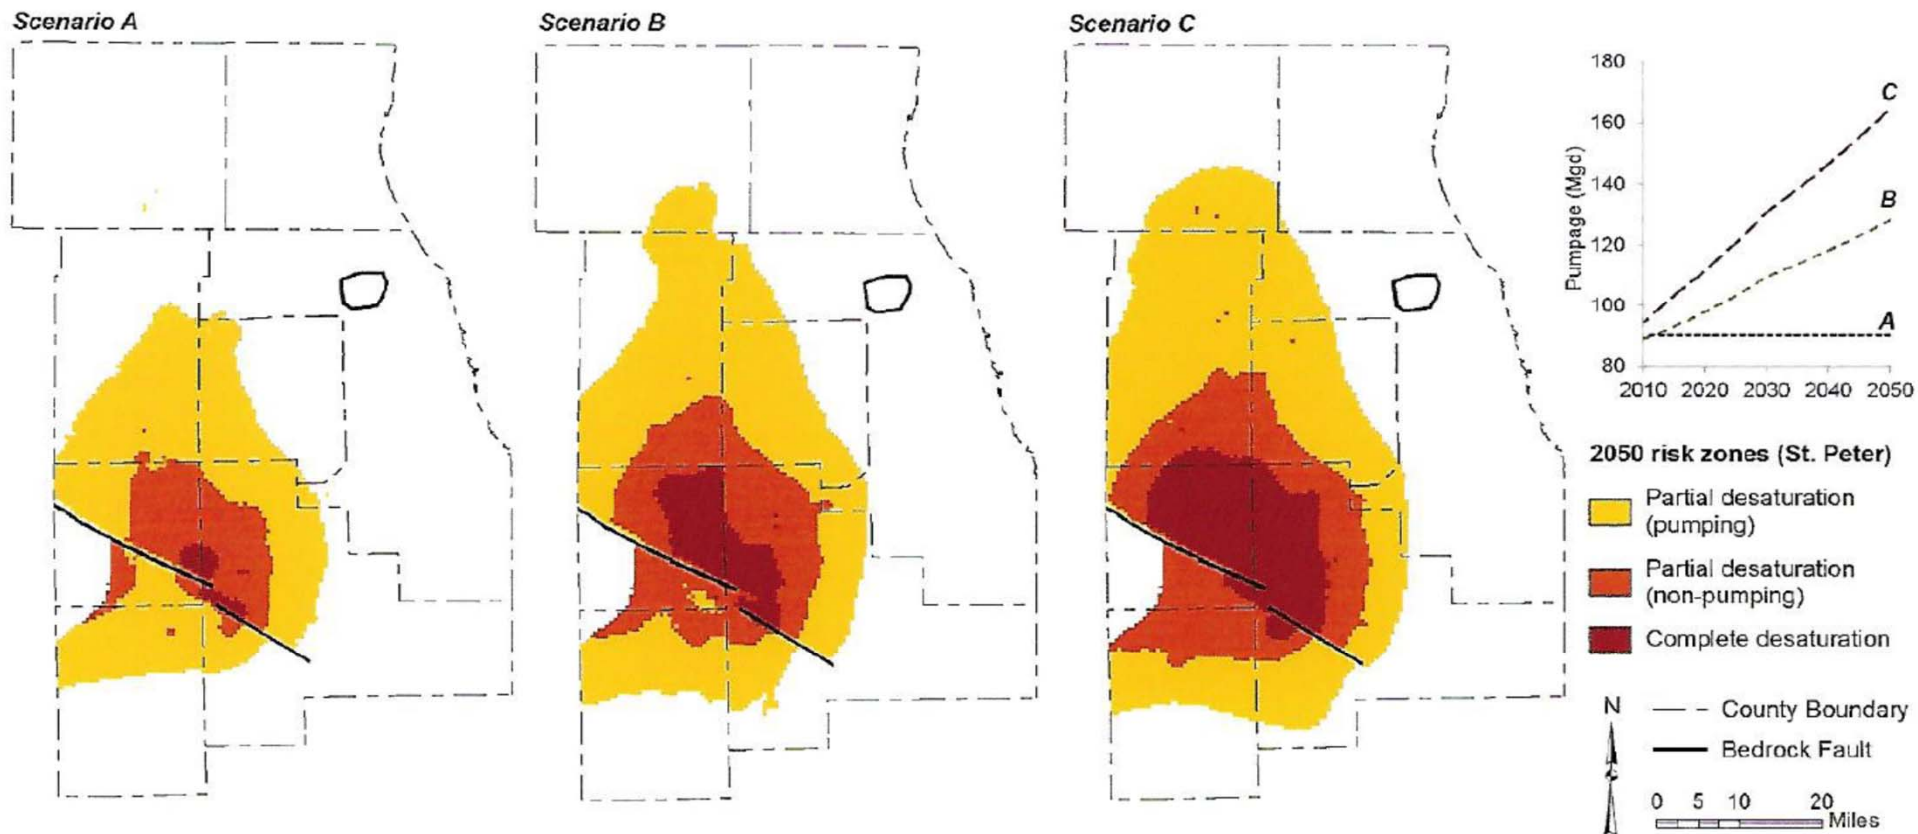 Scenario A
Scenario B
Scenario C
180
160
140
120
100
80
Pumpage (Mgd)
C
B
A
2010 2020 2030 2040 2050
2050 risk zones (St. Peter)
Partial desaturation
(pumping)
Partial desaturation
(non-pumping)
Complete desaturation
N
County Boundary
Bedrock Fault
0 5 10 20
Miles